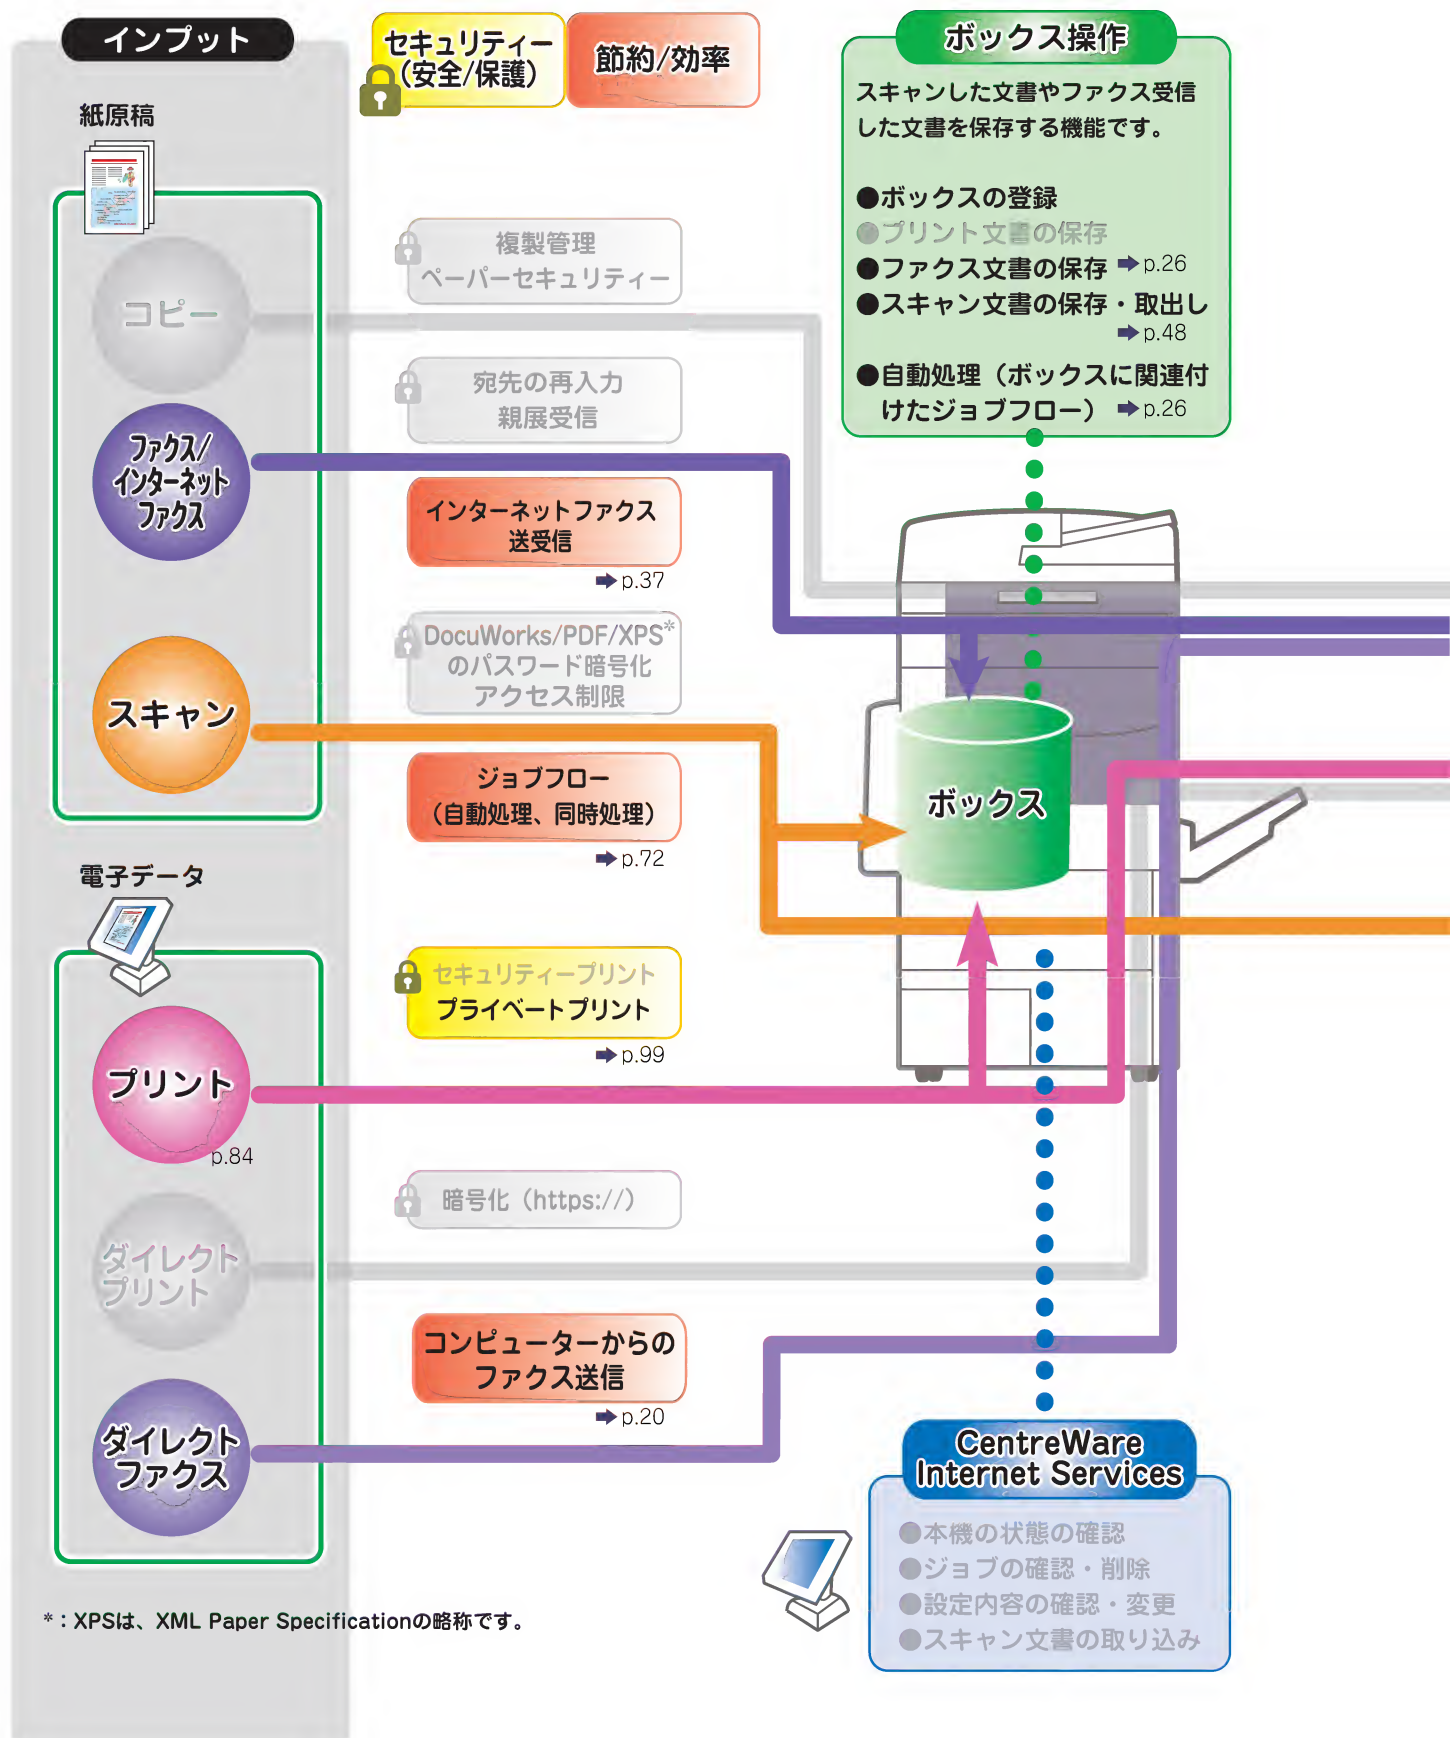 インプット
セキュリティー
(安全/保護)
節約/効率
紙原稿
コピー
ファクス/
インターネット
ファクス
スキャン
電子データ
プリント
p.84
ダイレクト
プリント
ダイレクト
ファクス
複製管理
ペーパーセキュリティー
宛先の再入力
親展受信
インターネットファクス
送受信
p.37
DocuWorks/PDF/XPS*
のパスワード暗号化
アクセス制限
ジョブフロー
(自動処理、同時処理)
p.72
セキュリティープリント
プライベートプリント
p.99
暗号化(https://)
コンピューターからの
ファクス送信
p.20
ボックス操作
スキャンした文書やファクス受信
した文書を保存する機能です。
●ボックスの登録
●プリント文書の保存
●ファクス文書の保存 p.26
●スキャン文書の保存・取出し
p.48
●自動処理(ボックスに関連付
けたジョブフロー) p.26
ボックス
CentreWare
Internet Services
●本機の状態の確認
●ジョブの確認・削除
●設定内容の確認・変更
●スキャン文書の取り込み
*：XPSは、XML Paper Specificationの略称です。